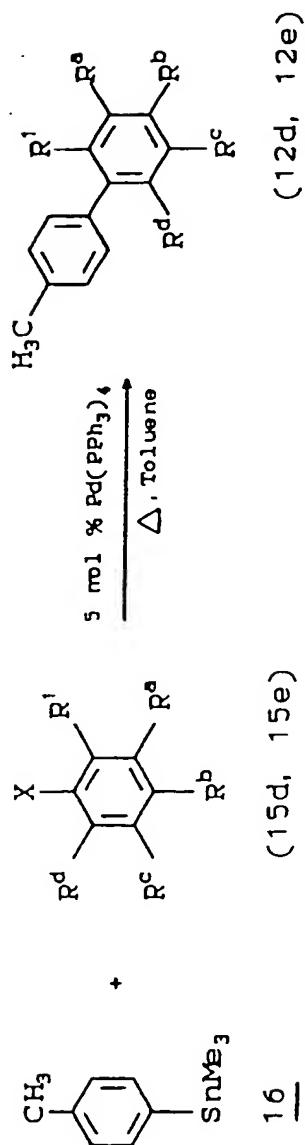 CH₃
SnMe₃
16
+
X
Rᵈ R¹
Rᶜ Rᵃ
Rᵇ
(15d, 15e)
5 mol % Pd(PPh₃)₄
△, Toluene
H₃C
R¹ Rᵃ
Rᵇ
Rᵈ Rᶜ
(12d, 12e)